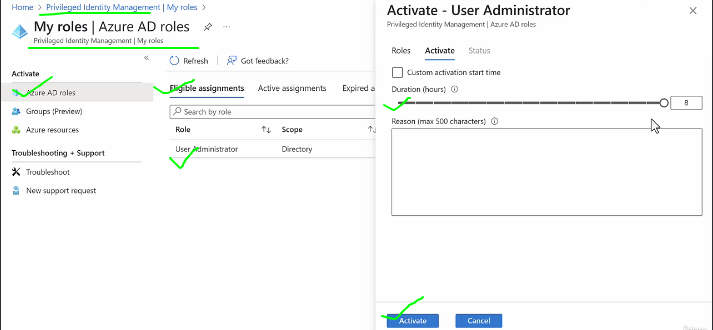 Home > Privileged Identity Management | My roles >
My roles | Azure AD roles ...
Privileged Identity Management | My roles
«
Activate
Azure AD roles
Groups (Preview)
Azure resources
Troubleshooting + Support
Troubleshoot
New support request
Refresh
Got feedback?
Eligible assignments Active assignments Expired a
Search by role
Role Scope
User Administrator Directory
Activate - User Administrator
Privileged Identity Management | Azure AD roles
Roles Activate Status
Custom activation start time
Duration (hours)
8
Reason (max 500 characters)
Activate Cancel